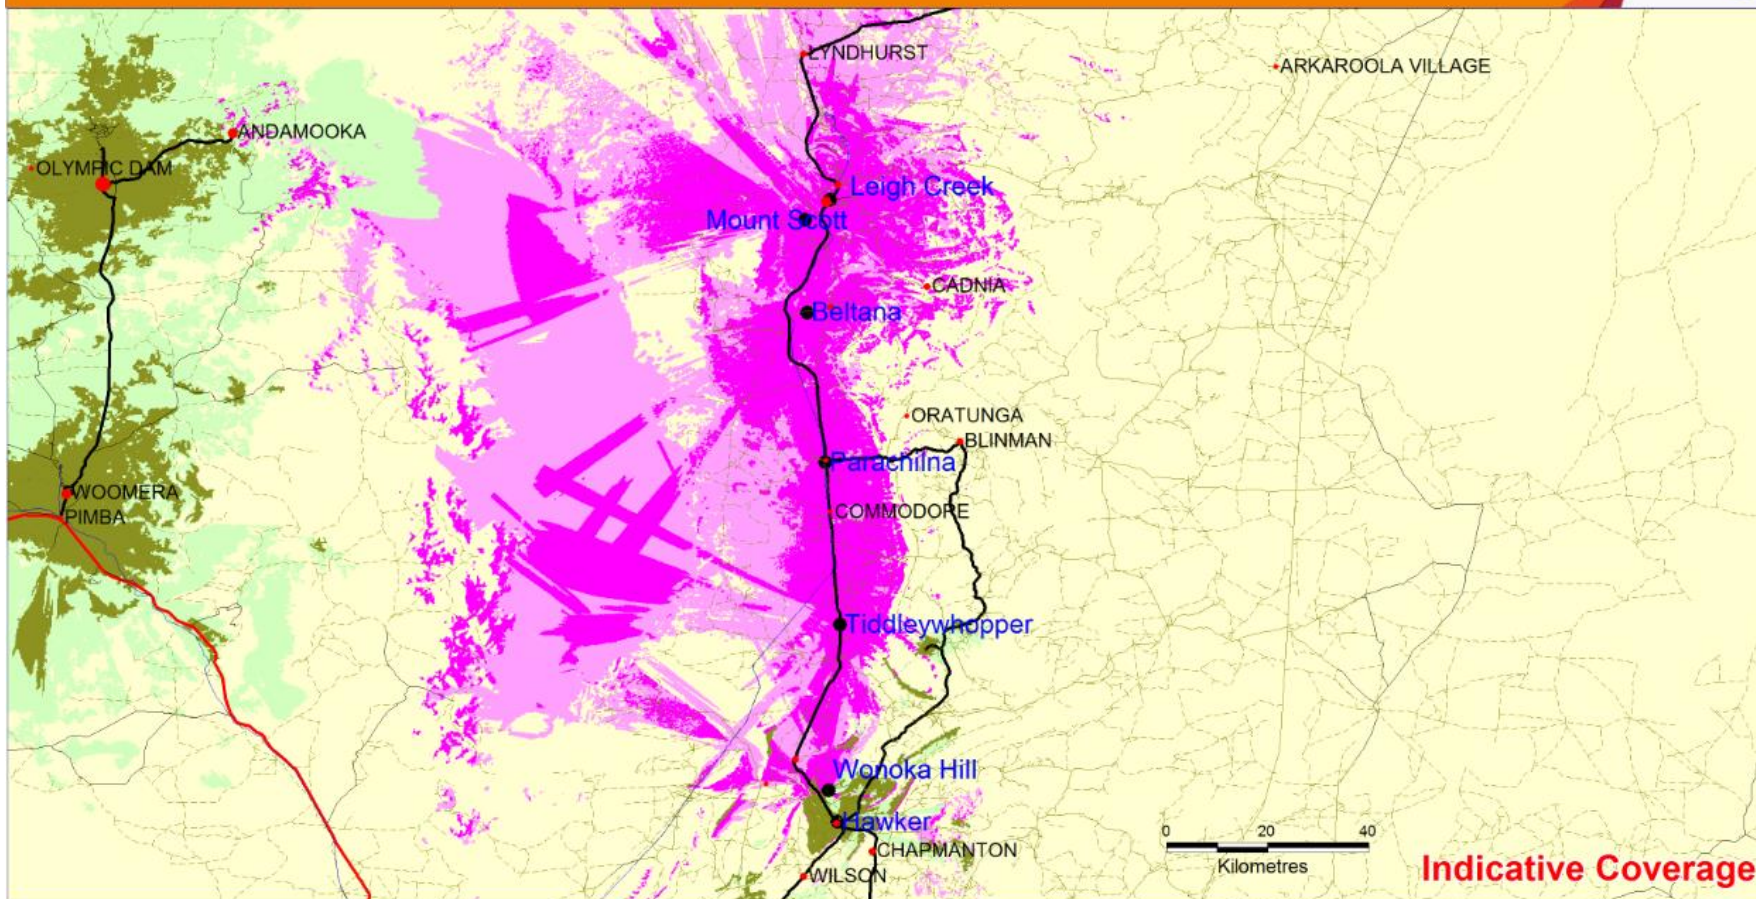 LYNDHURST
ARKAROOLA VILLAGE
ANDAMOOKA
OLYMPIC DAM
Leigh Creek
Mount Scott
CADNIA
Beltana
ORATUNGA
BLINMAN
Parachilna
WOOMERA
COMMODORE
PIMBA
Tiddleywhopper
Wonoka Hill
Hawker
0 20 40
CHAPMANTON
Kilometres
Indicative Coverage
WILSON